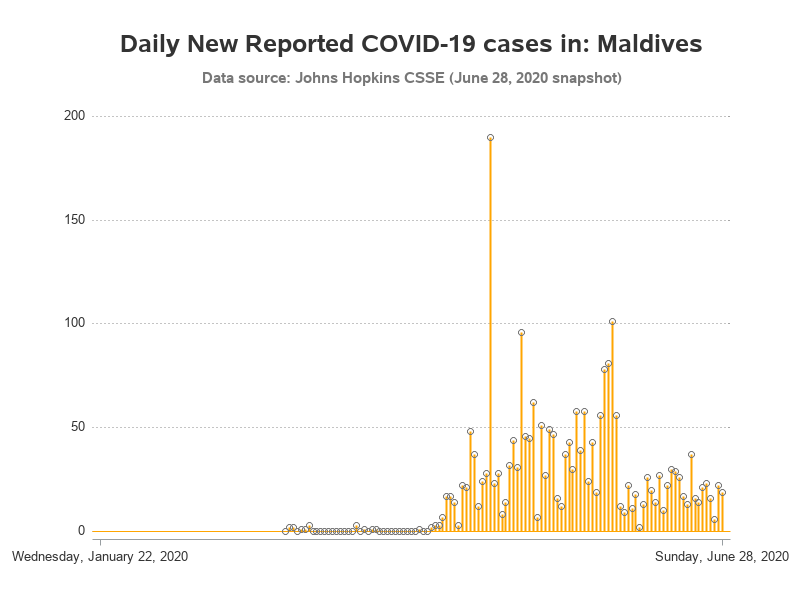 Daily New Reported COVID-19 cases in: Maldives
Data source: Johns Hopkins CSSE (June 28, 2020 snapshot)
200
150
100
50
0
Wednesday, January 22, 2020
Sunday, June 28, 2020